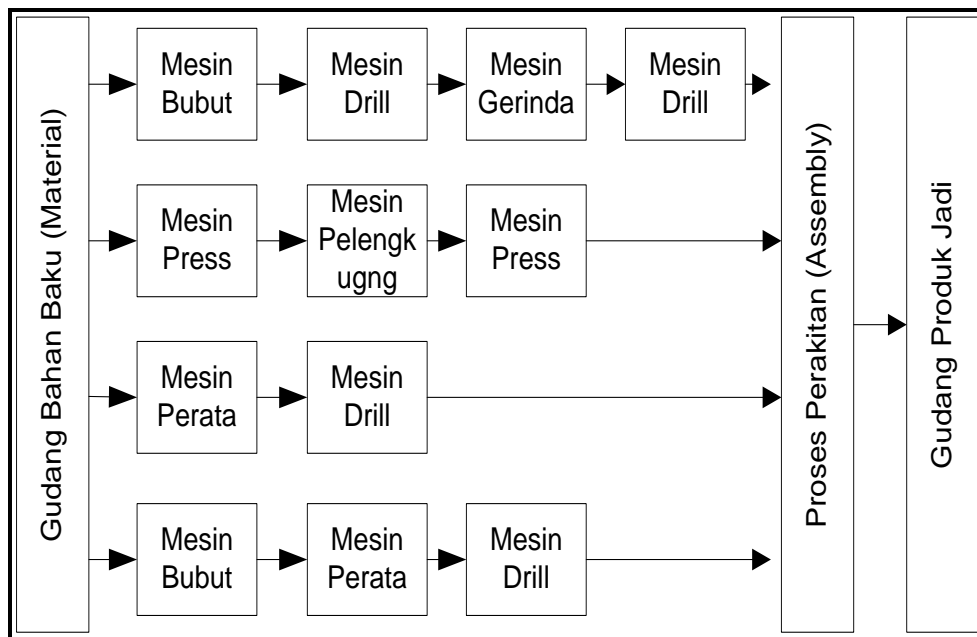 Gudang Bahan Baku (Material)
Mesin
Bubut
Mesin
Drill
Mesin
Gerinda
Mesin
Drill
Mesin
Press
Mesin
Pelengk
ugng
Mesin
Press
Mesin
Perata
Mesin
Drill
Mesin
Bubut
Mesin
Perata
Mesin
Drill
Proses Perakitan (Assembly)
Gudang Produk Jadi